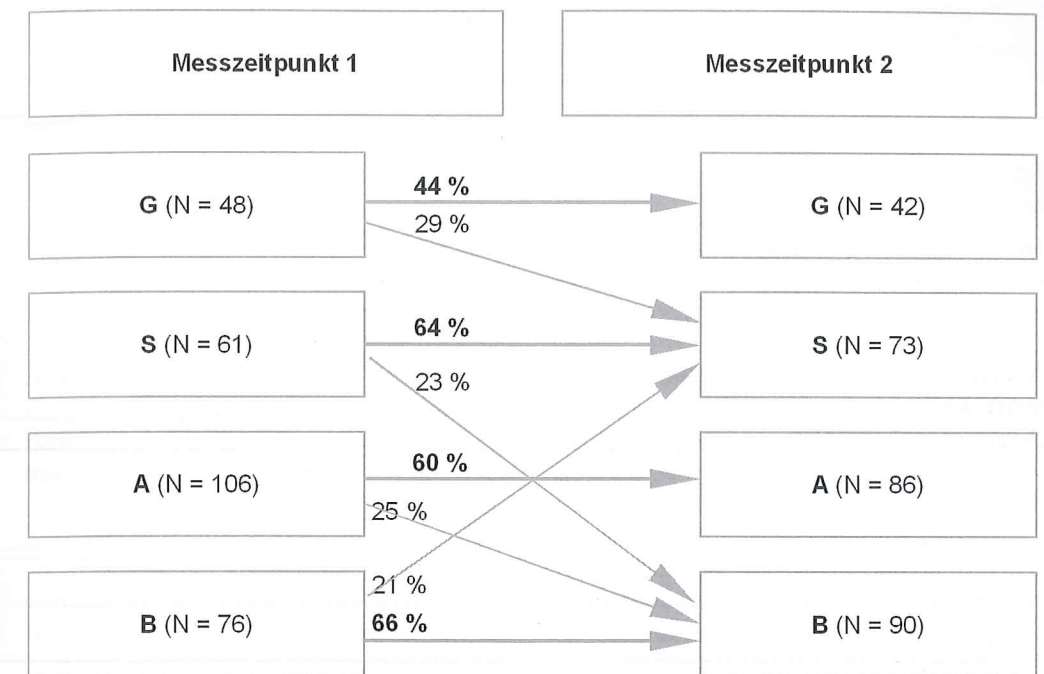 Messzeitpunkt 1
Messzeitpunkt 2
G (N = 48)
44 %
29 %
G (N = 42)
S (N = 61)
64 %
23 %
S (N = 73)
A (N = 106)
60 %
25 %
A (N = 86)
B (N = 76)
21 %
66 %
B (N = 90)